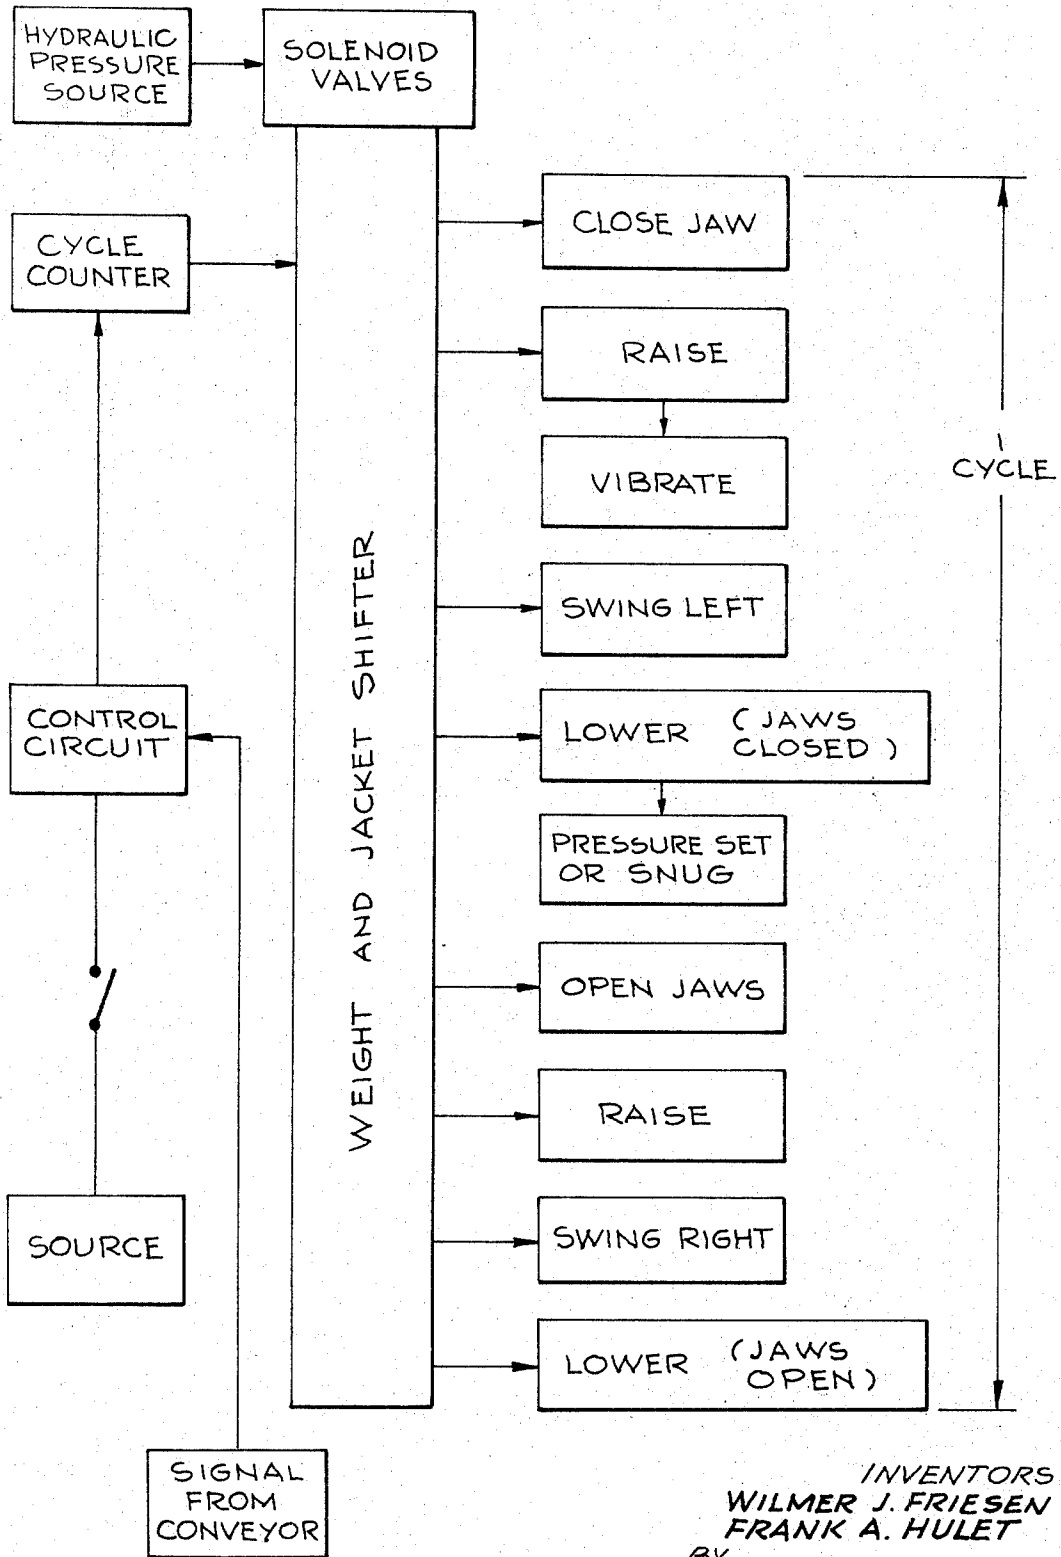 HYDRAULIC
PRESSURE
SOURCE
SOLENOID
VALVES
CYCLE
COUNTER
CONTROL
CIRCUIT
SOURCE
SIGNAL
FROM
CONVEYOR
WEIGHT AND JACKET SHIFTER
CLOSE JAW
RAISE
VIBRATE
SWING LEFT
LOWER (JAWS
CLOSED)
PRESSURE SET
OR SNUG
OPEN JAWS
RAISE
SWING RIGHT
LOWER (JAWS
OPEN)
CYCLE
INVENTORS
WILMER J. FRIESEN
FRANK A. HULET
BY